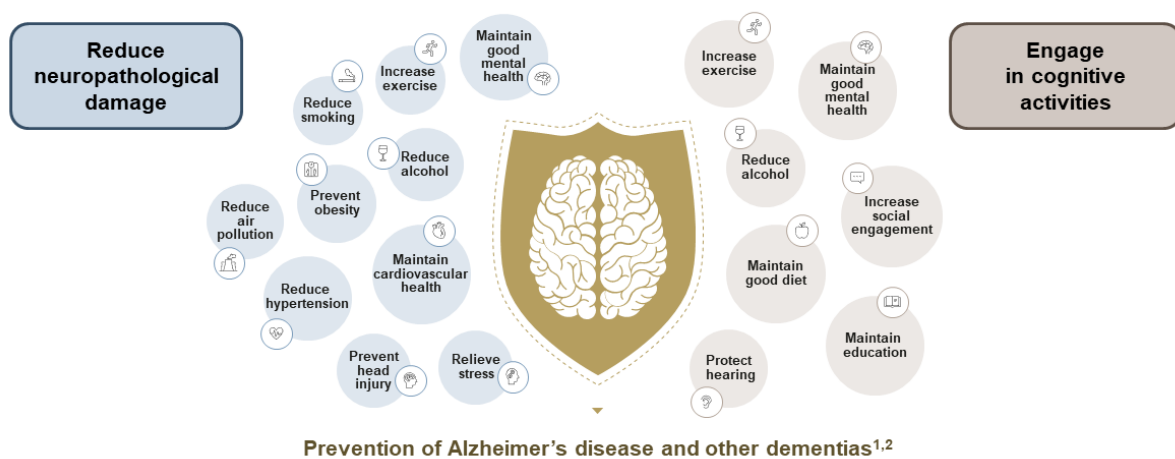 Reduce
neuropathological
damage
Maintain
good
mental
health
Increase
exercise
Reduce
smoking
Reduce
alcohol
Prevent
obesity
Reduce
air
pollution
Maintain
cardiovascular
health
Reduce
hypertension
Prevent
head
injury
Relieve
stress
Increase
exercise
Maintain
good
mental
health
Reduce
alcohol
Increase
social
engagement
Maintain
good diet
Maintain
education
Protect
hearing
Engage
in cognitive
activities
Prevention of Alzheimer’s disease and other dementias¹,²